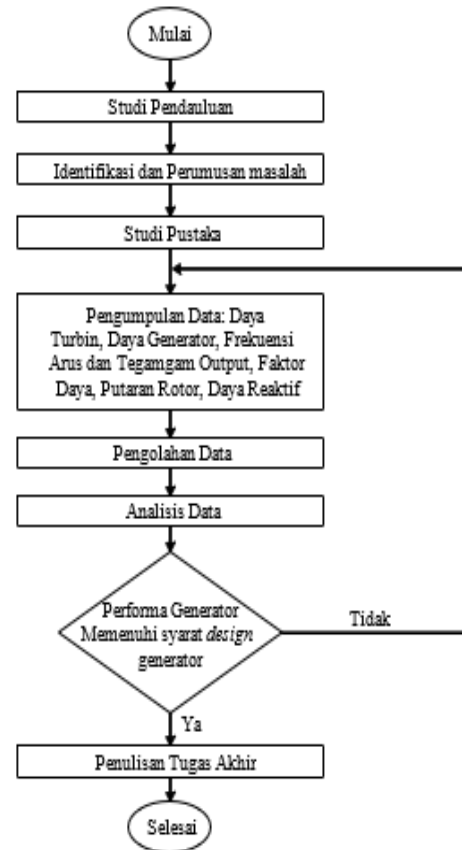 Mulai
Studi Pendauluan
Identifikasi dan Perumusan masalah
Studi Pustaka
Pengumpulan Data: Daya
Turbin, Daya Generator, Frekuensi
Arus dan Tegamgam Output, Faktor
Daya, Putaran Rotor, Daya Reaktif
Pengolahan Data
Analisis Data
Performa Generator
Memenuhi syarat design
generator
Tidak
Ya
Penulisan Tugas Akhir
Selesai